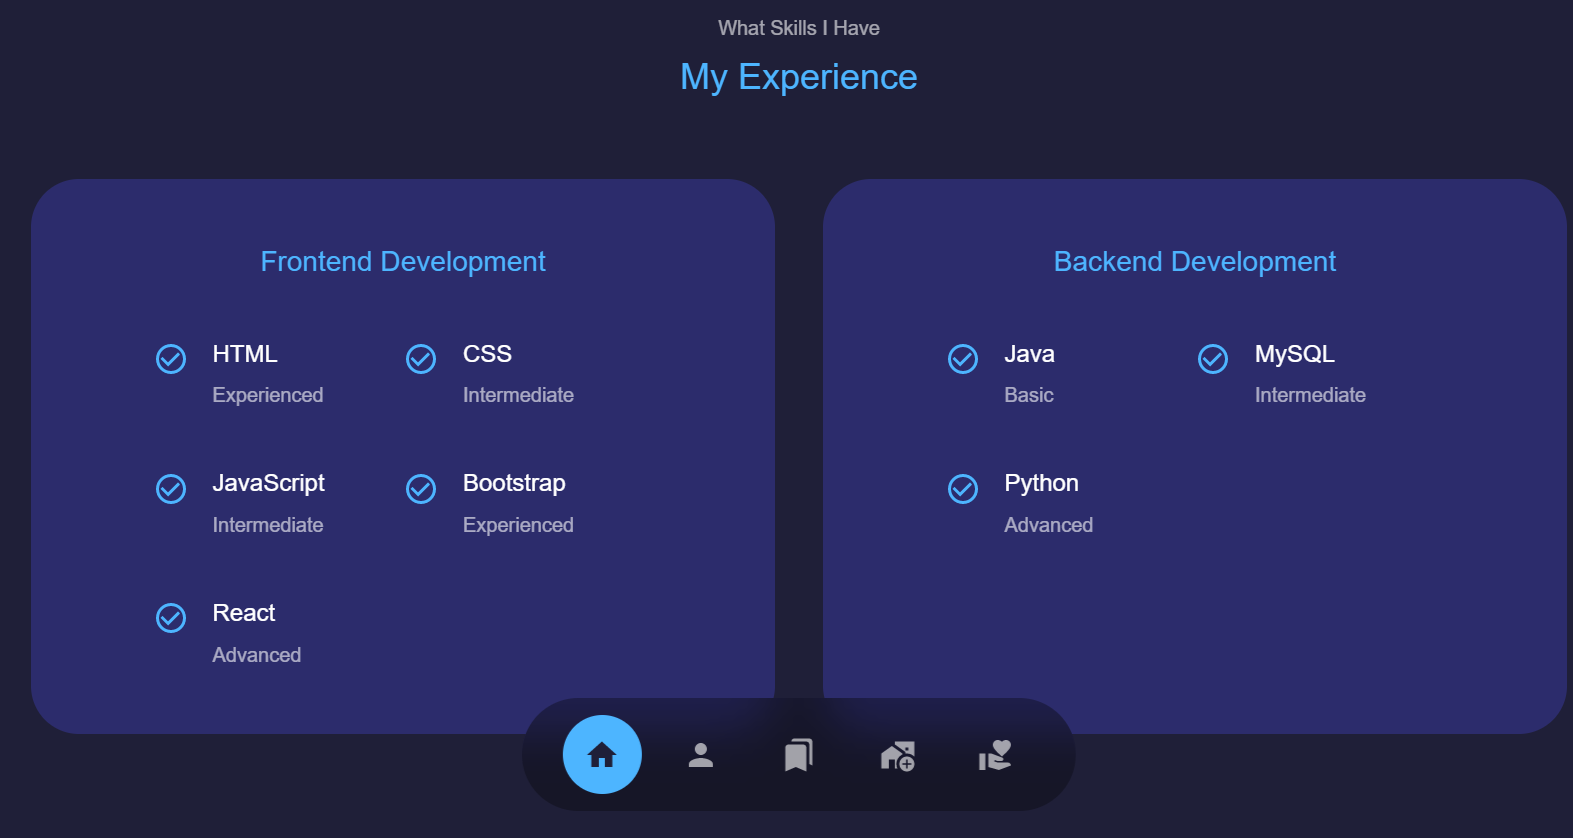 What Skills I Have
My Experience
Frontend Development
HTML
Experienced
CSS
Intermediate
JavaScript
Intermediate
Bootstrap
Experienced
React
Advanced
Backend Development
Java
Basic
MySQL
Intermediate
Python
Advanced